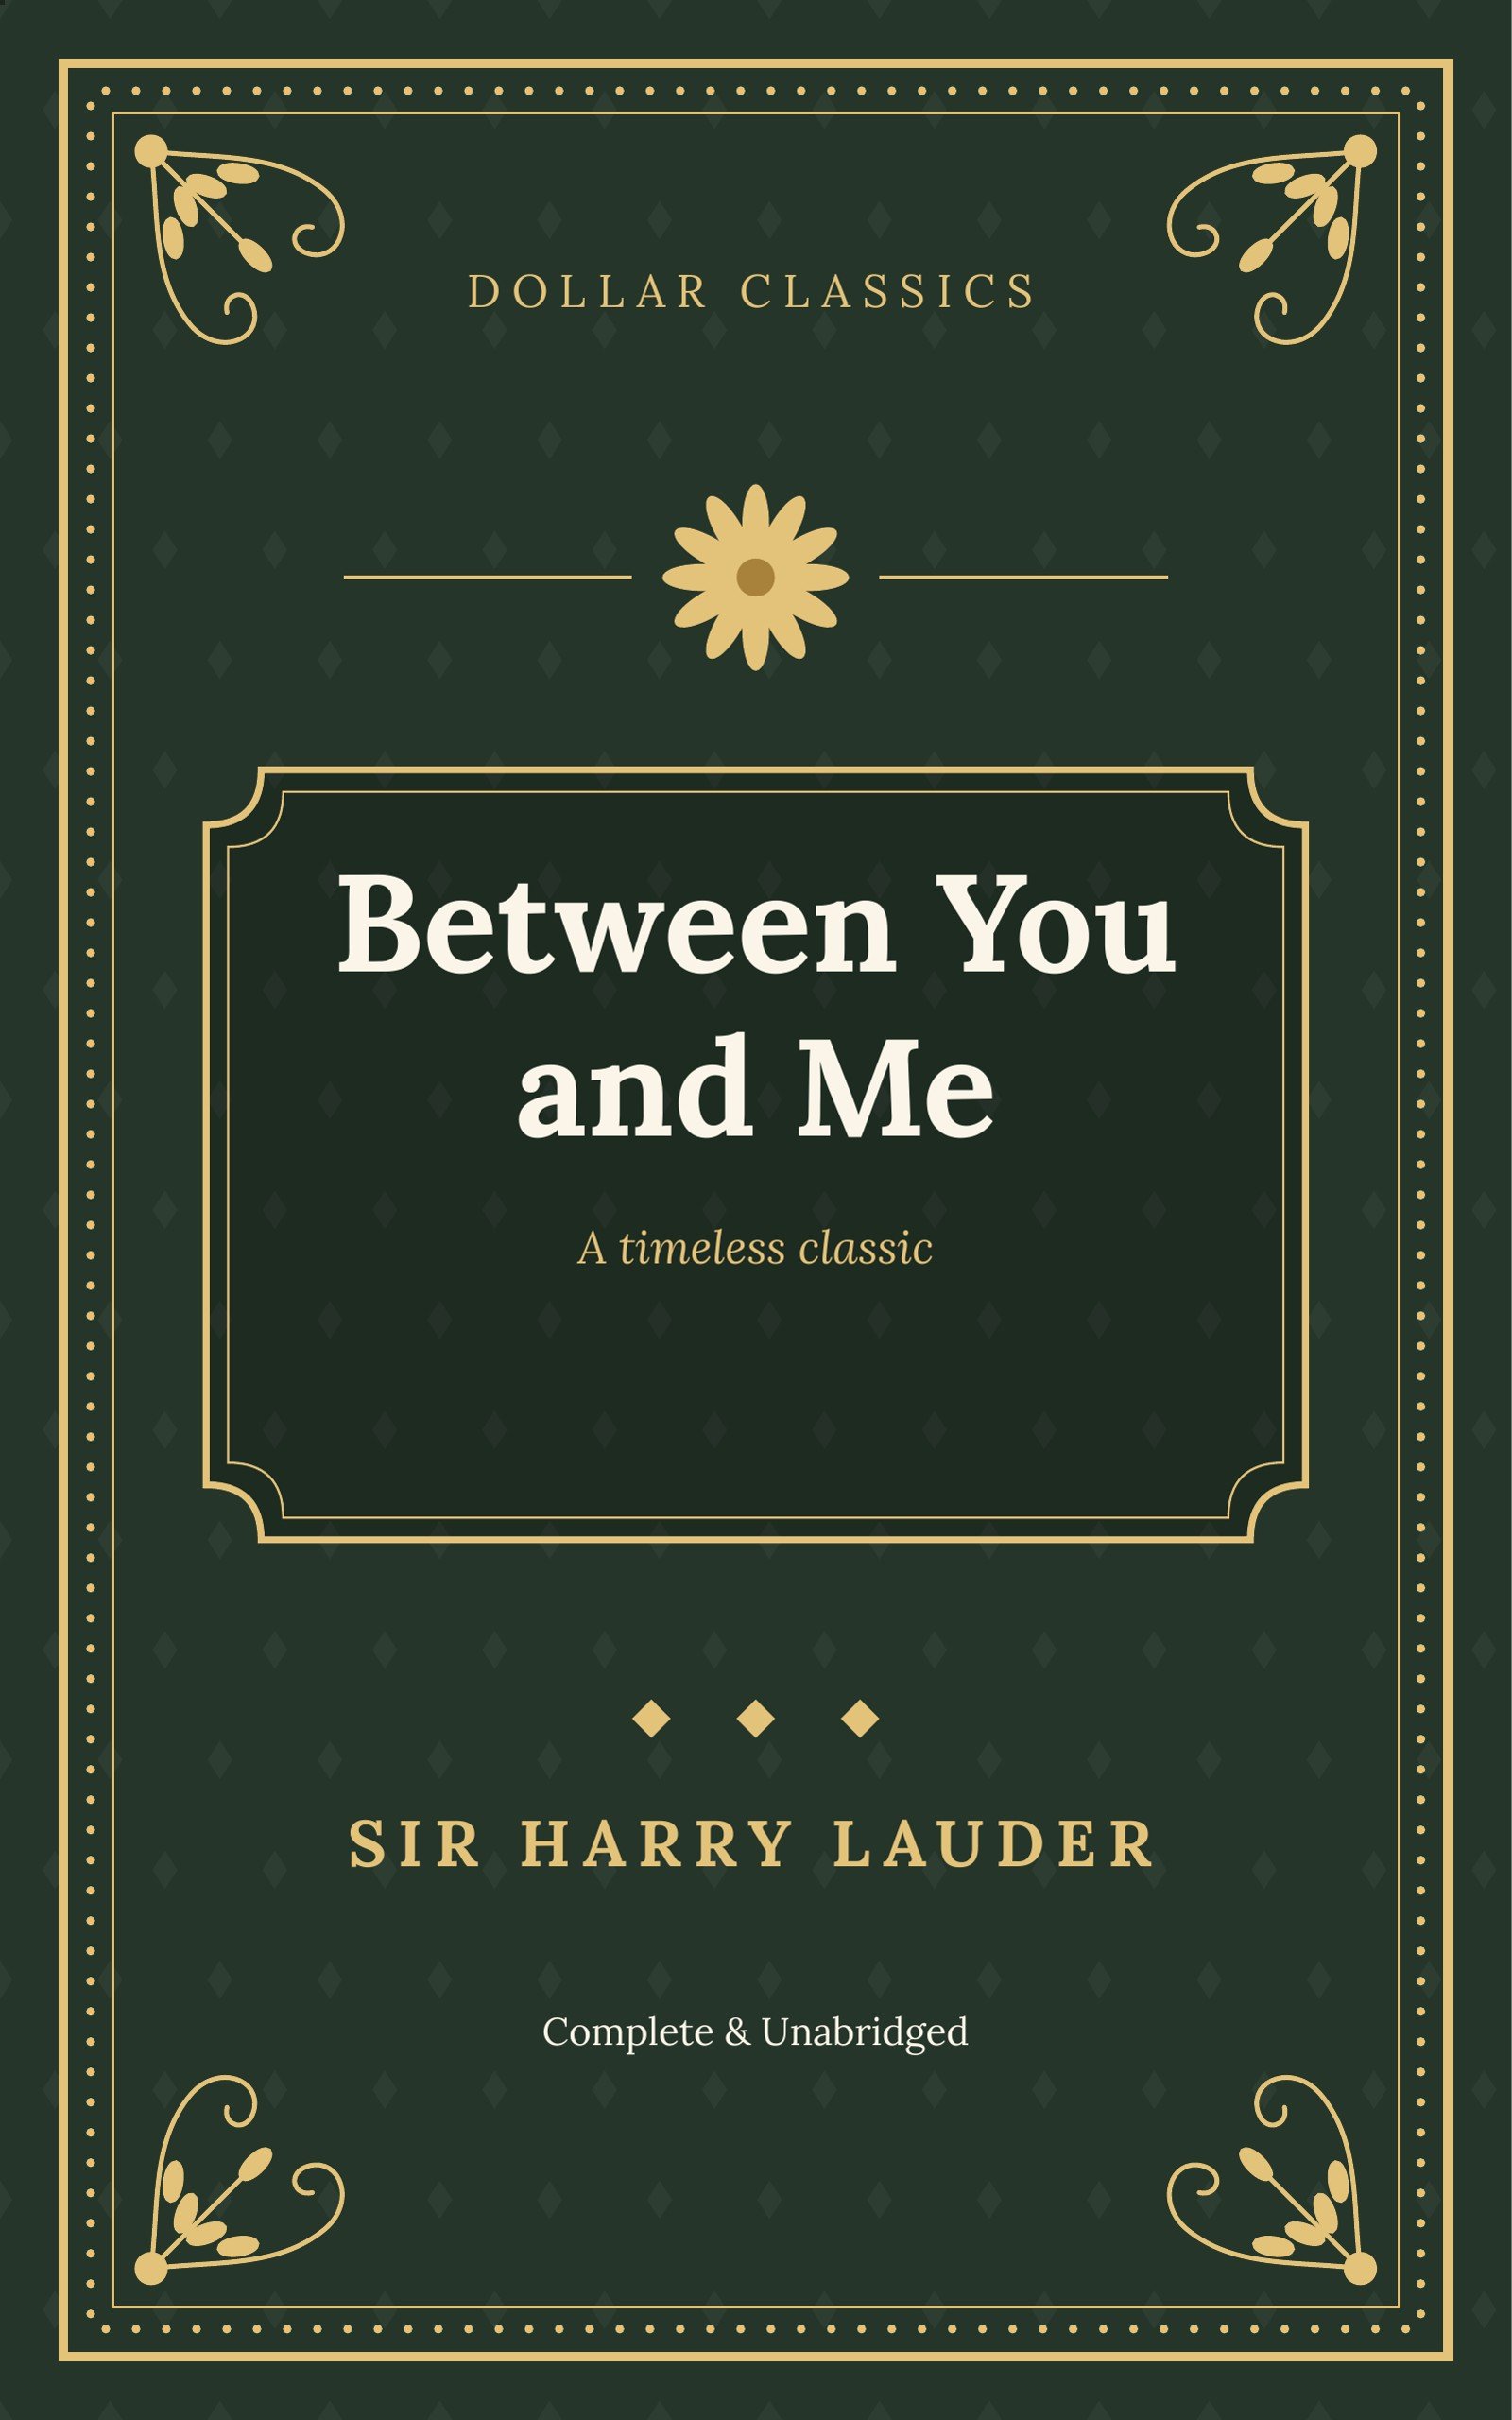 DOLLAR CLASSICS
Between You
and Me
A timeless classic
SIR HARRY LAUDER
Complete & Unabridged